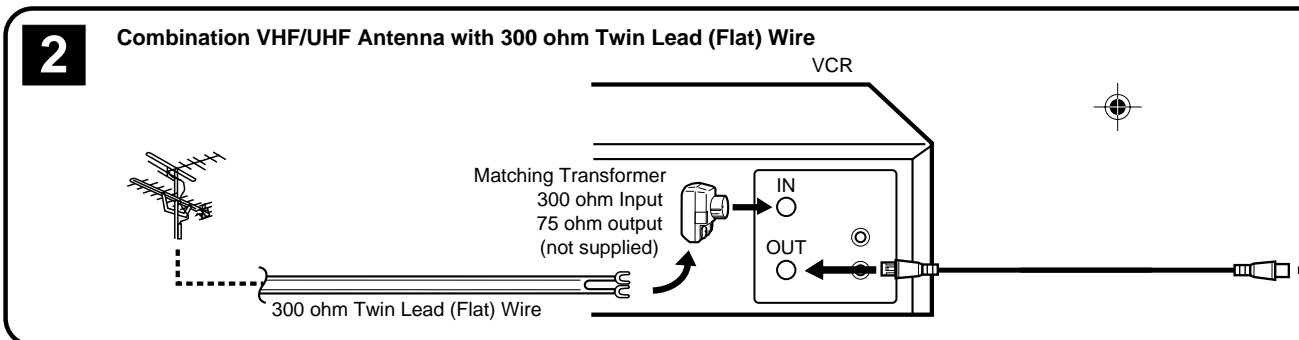 2
Combination VHF/UHF Antenna with 300 ohm Twin Lead (Flat) Wire
VCR
Matching Transformer
300 ohm Input
75 ohm output
(not supplied)
IN
OUT
300 ohm Twin Lead (Flat) Wire